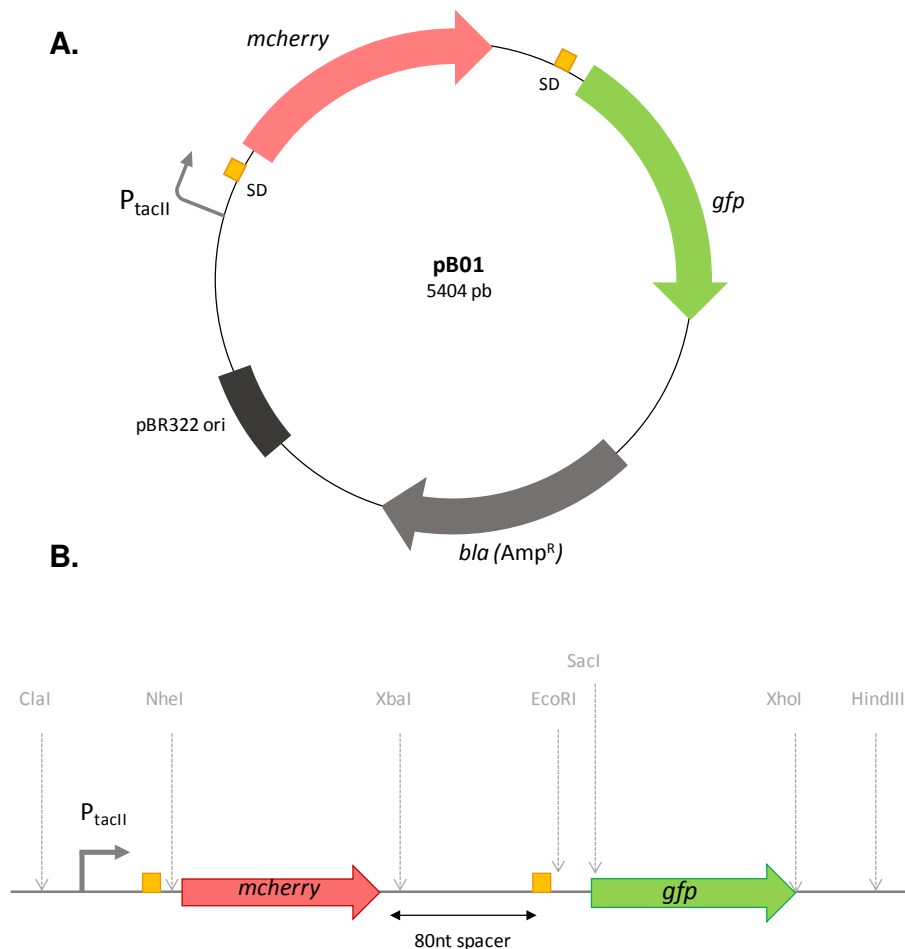 A.
mcherry
SD
SD
PtacII
gfp
pB01
5404 pb
pBR322 ori
bla (AmpR)
B.
SacI
ClaI NheI XbaI EcoRI XhoI HindIII
PtacII
mcherry gfp
80nt spacer